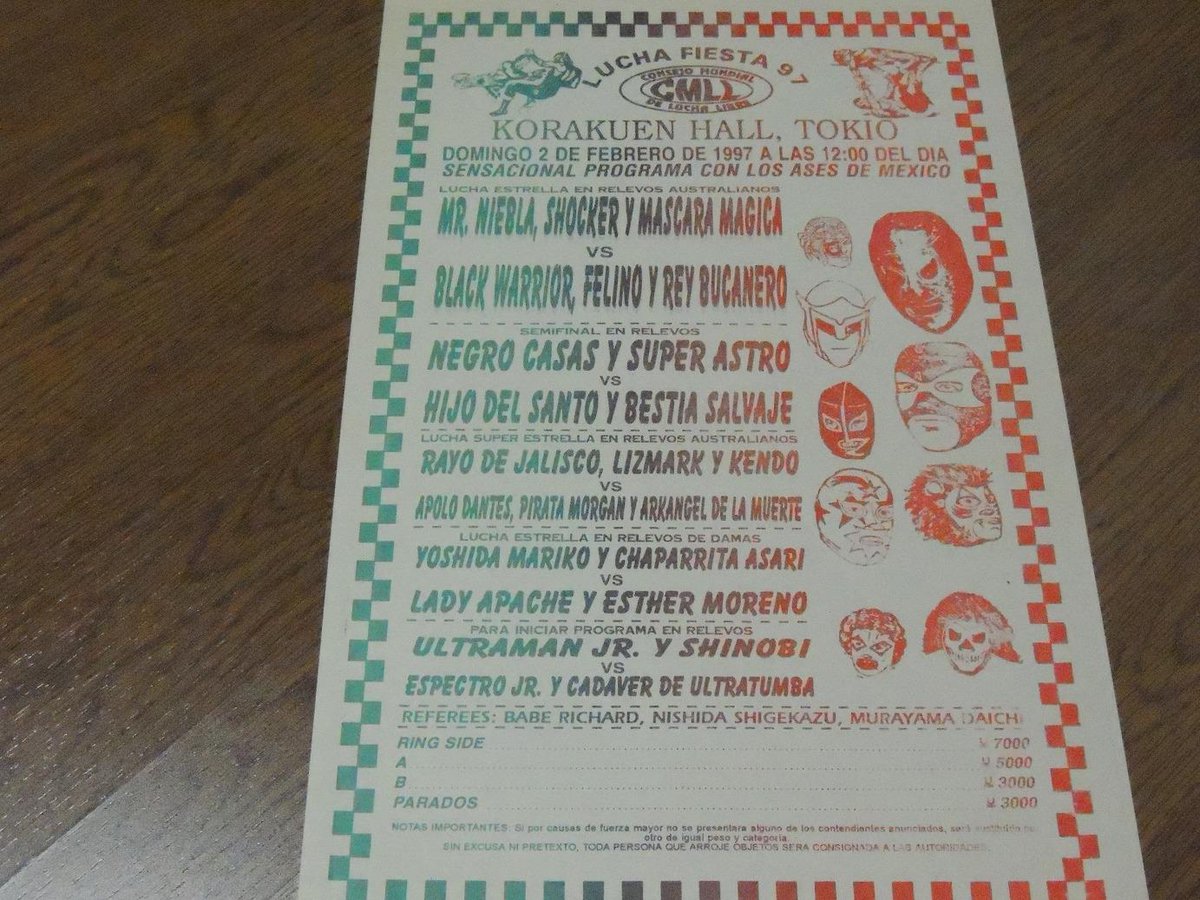 LUCHA FIESTA 97
CONSEJO MUNDIAL
CMLL
DE LUCHA LIBRE
KORAKUEN HALL, TOKIO
DOMINGO 2 DE FEBRERO DE 1997 A LAS 12:00 DEL DIA
SENSACIONAL PROGRAMA CON LOS ASES DE MEXICO
LUCHA ESTRELLA EN RELEVOS AUSTRALIANOS
MR. NIEBLA, SHOCKER Y MASCARA MAGICA
VS
BLACK WARRIOR, FELINO Y REY BUCANERO
SEMIFINAL EN RELEVOS
NEGRO CASAS Y SUPER ASTRO
VS
HIJO DEL SANTO Y BESTIA SALVAJE
LUCHA SUPER ESTRELLA EN RELEVOS AUSTRALIANOS
RAYO DE JALISCO, LIZMARK Y KENDO
VS
APOLO DANTES, PIRATA MORGAN Y ARKANGEL DE LA MUERTE
LUCHA ESTRELLA EN RELEVOS DE DAMAS
YOSHIDA MARIKO Y CHAPARRITA ASARI
VS
LADY APACHE Y ESTHER MORENO
PARA INICIAR PROGRAMA EN RELEVOS
ULTRAMAN JR. Y SHINOBI
VS
ESPECTRO JR. Y CADAVER DE ULTRATUMBA
REFEREES: BABE RICHARD, NISHIDA SHIGEKAZU, MURAYAMA DAICHI
RING SIDE ¥ 7000
A ¥ 5000
B ¥ 3000
PARADOS ¥ 3000
NOTAS IMPORTANTES: Si por causas de fuerza mayor no se presentara alguno de los contendientes anunciados, será sustituido por
otro de igual peso y categoría
SIN EXCUSA NI PRETEXTO, TODA PERSONA QUE ARROJE OBJETOS SERA CONSIGNADA A LAS AUTORIDADES.